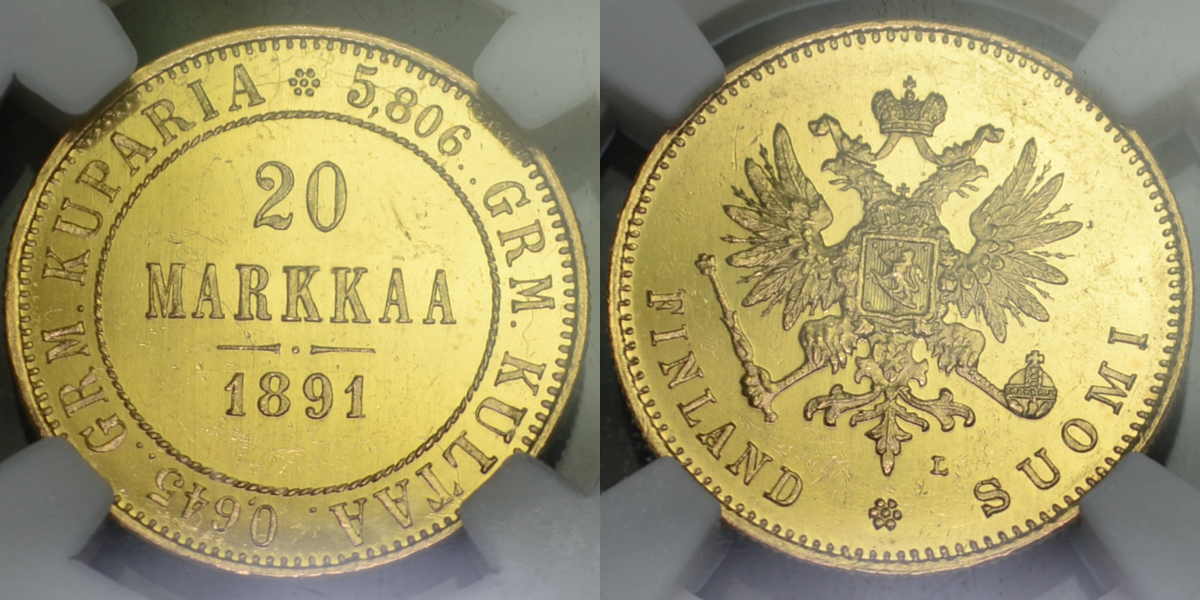 5,806. GRM. KULTAA. 0,645. GRM. KUPARIA
20
MARKKAA
1891
FINLAND SUOMI
L